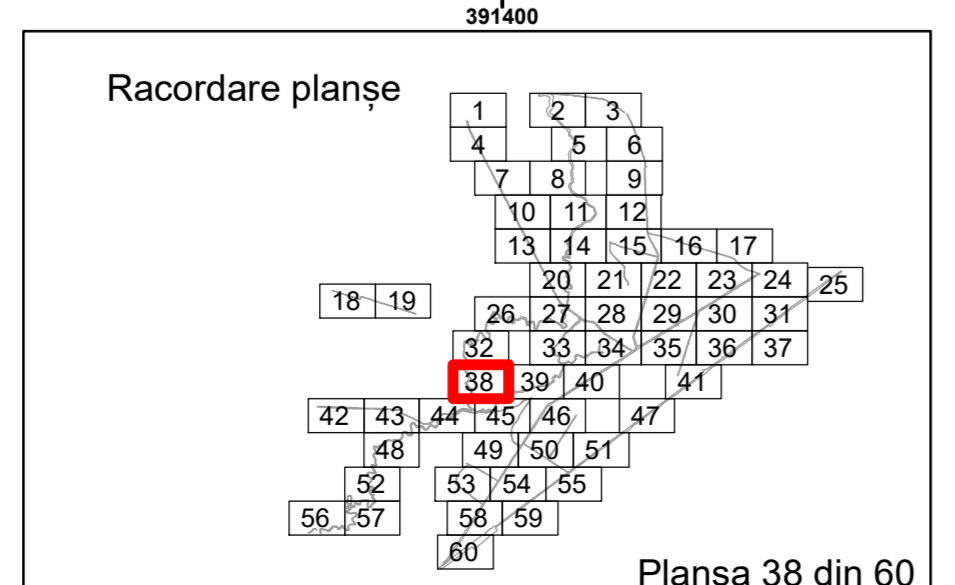 391400
Racordare planșe
1 2 3
4 5 6
7 8 9
10 11 12
13 14 15 16 17
20 21 22 23 24 25
18 19
26 27 28 29 30 31
32 33 34 35 36 37
38 39 40 41
42 43 44 45 46 47
48 49 50 51
52 53 54 55
56 57 58 59
60
Plansa 38 din 60